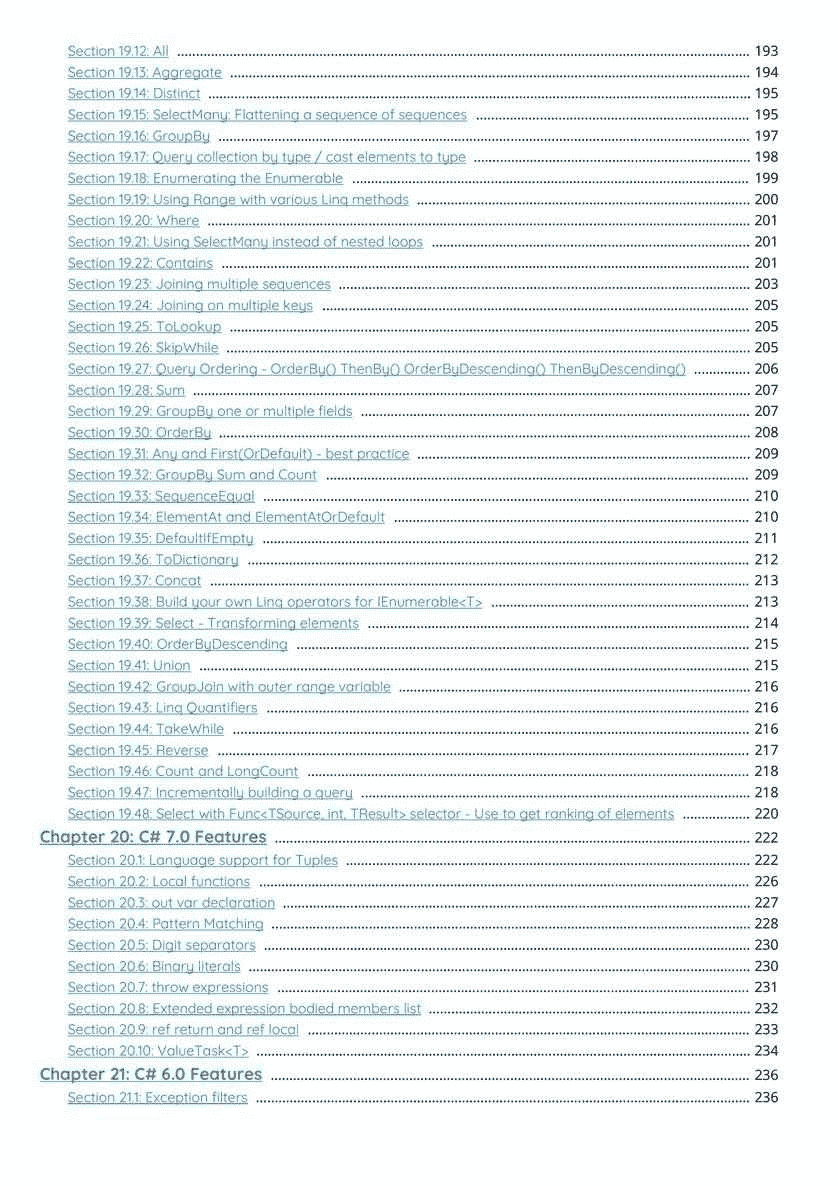 Section 19.12: All ................ 193
Section 19.13: Aggregate ................ 194
Section 19.14: Distinct ................ 195
Section 19.15: SelectMany: Flattening a sequence of sequences ................ 195
Section 19.16: GroupBy ................ 197
Section 19.17: Query collection by type / cast elements to type ................ 198
Section 19.18: Enumerating the Enumerable ................ 199
Section 19.19: Using Range with various Linq methods ................ 200
Section 19.20: Where ................ 201
Section 19.21: Using SelectMany instead of nested loops ................ 201
Section 19.22: Contains ................ 201
Section 19.23: Joining multiple sequences ................ 203
Section 19.24: Joining on multiple keys ................ 205
Section 19.25: ToLookup ................ 205
Section 19.26: SkipWhile ................ 205
Section 19.27: Query Ordering - OrderBy() ThenBy() OrderByDescending() ThenByDescending() ................ 206
Section 19.28: Sum ................ 207
Section 19.29: GroupBy one or multiple fields ................ 207
Section 19.30: OrderBy ................ 208
Section 19.31: Any and First(OrDefault) - best practice ................ 209
Section 19.32: GroupBy Sum and Count ................ 209
Section 19.33: SequenceEqual ................ 210
Section 19.34: ElementAt and ElementAtOrDefault ................ 210
Section 19.35: DefaultIfEmpty ................ 211
Section 19.36: ToDictionary ................ 212
Section 19.37: Concat ................ 213
Section 19.38: Build your own Linq operators for IEnumerable<T> ................ 213
Section 19.39: Select - Transforming elements ................ 214
Section 19.40: OrderByDescending ................ 215
Section 19.41: Union ................ 215
Section 19.42: GroupJoin with outer range variable ................ 216
Section 19.43: Linq Quantifiers ................ 216
Section 19.44: TakeWhile ................ 216
Section 19.45: Reverse ................ 217
Section 19.46: Count and LongCount ................ 218
Section 19.47: Incrementally building a query ................ 218
Section 19.48: Select with Func<TSource, int, TResult> selector - Use to get ranking of elements ................ 220
Chapter 20: C# 7.0 Features ................ 222
Section 20.1: Language support for Tuples ................ 222
Section 20.2: Local functions ................ 226
Section 20.3: out var declaration ................ 227
Section 20.4: Pattern Matching ................ 228
Section 20.5: Digit separators ................ 230
Section 20.6: Binary literals ................ 230
Section 20.7: throw expressions ................ 231
Section 20.8: Extended expression bodied members list ................ 232
Section 20.9: ref return and ref local ................ 233
Section 20.10: ValueTask<T> ................ 234
Chapter 21: C# 6.0 Features ................ 236
Section 21.1: Exception filters ................ 236